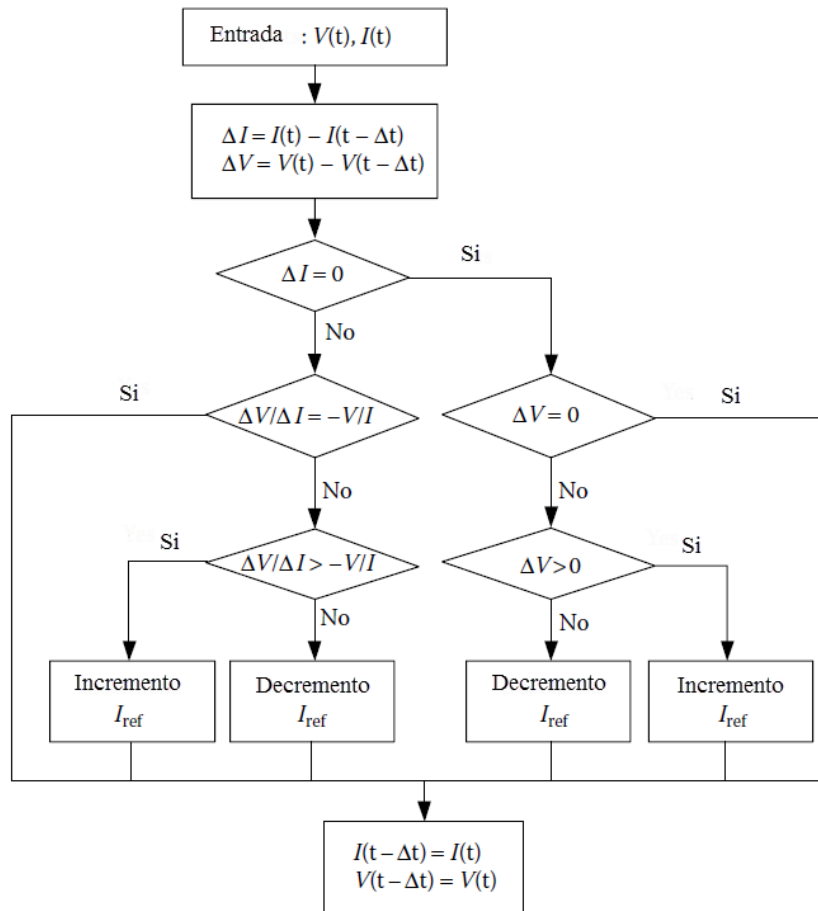 Entrada : V(t), I(t)
ΔI = I(t) − I(t − Δt)
ΔV = V(t) − V(t − Δt)
ΔI = 0
Si
No
Si
ΔV/ΔI = −V/I
ΔV = 0
Si
No
No
Si
ΔV/ΔI > −V/I
ΔV > 0
Si
No
No
Incremento
I_ref
Decremento
I_ref
Decremento
I_ref
Incremento
I_ref
I(t − Δt) = I(t)
V(t − Δt) = V(t)